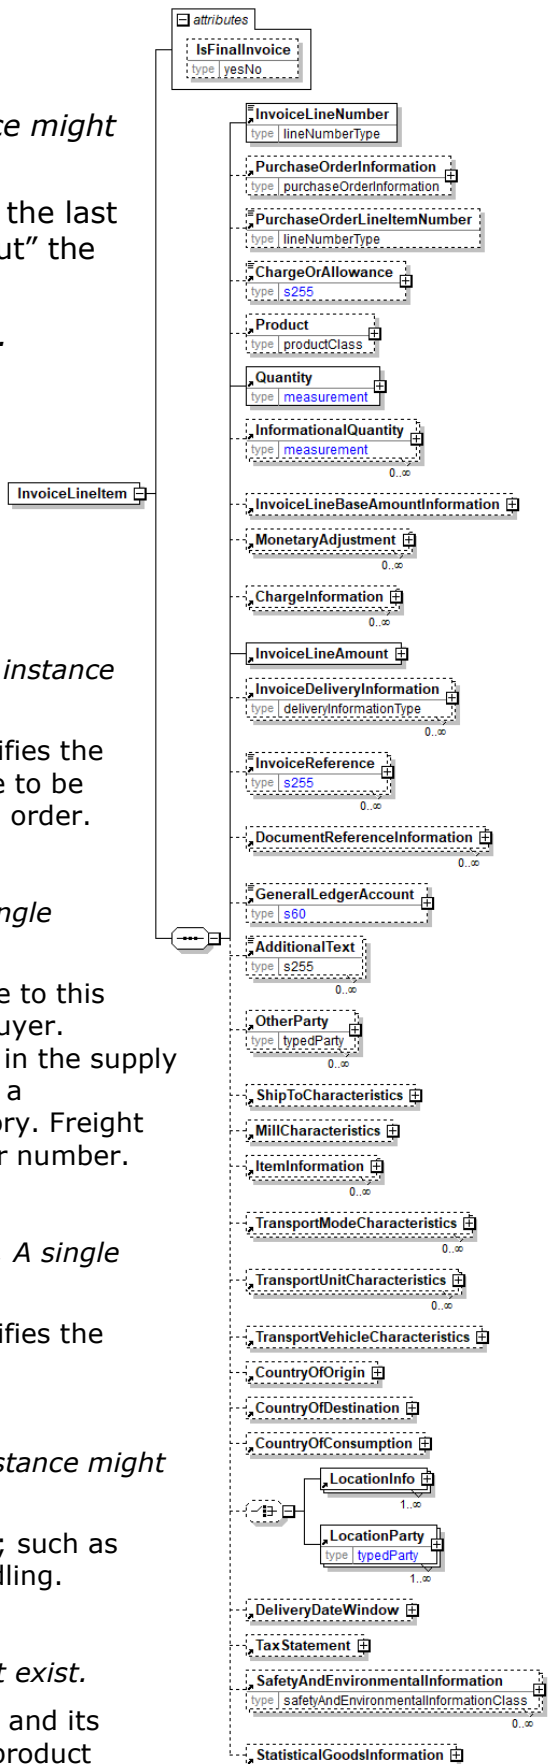 attributes
IsFinalInvoice
type yesNo
ce might
InvoiceLineNumber
type lineNumberType
PurchaseOrderInformation
type purchaseOrderInformation
the last
PurchaseOrderLineItemNumber
type lineNumberType
ut” the
ChargeOrAllowance
type s255
.
Product
type productClass
Quantity
type measurement
InformationalQuantity
type measurement
0..∞
InvoiceLineItem
InvoiceLineBaseAmountInformation
MonetaryAdjustment
0..∞
ChargeInformation
0..∞
InvoiceLineAmount
instance
InvoiceDeliveryInformation
type deliveryInformationType
0..∞
ifies the
InvoiceReference
e to be
type s255
0..∞
order.
DocumentReferenceInformation
0..∞
GeneralLedgerAccount
ngle
type s60
AdditionalText
type s255
0..∞
e to this
OtherParty
uyer.
type typedParty
in the supply
0..∞
a
ShipToCharacteristics
ory. Freight
MillCharacteristics
r number.
ItemInformation
0..∞
TransportModeCharacteristics
0..∞
A single
TransportUnitCharacteristics
0..∞
ifies the
TransportVehicleCharacteristics
CountryOfOrigin
CountryOfDestination
CountryOfConsumption
stance might
LocationInfo
1..∞
; such as
LocationParty
type typedParty
dling.
1..∞
DeliveryDateWindow
TaxStatement
t exist.
SafetyAndEnvironmentalInformation
type safetyAndEnvironmentalInformationClass
and its
0..∞
product
StatisticalGoodsInformation